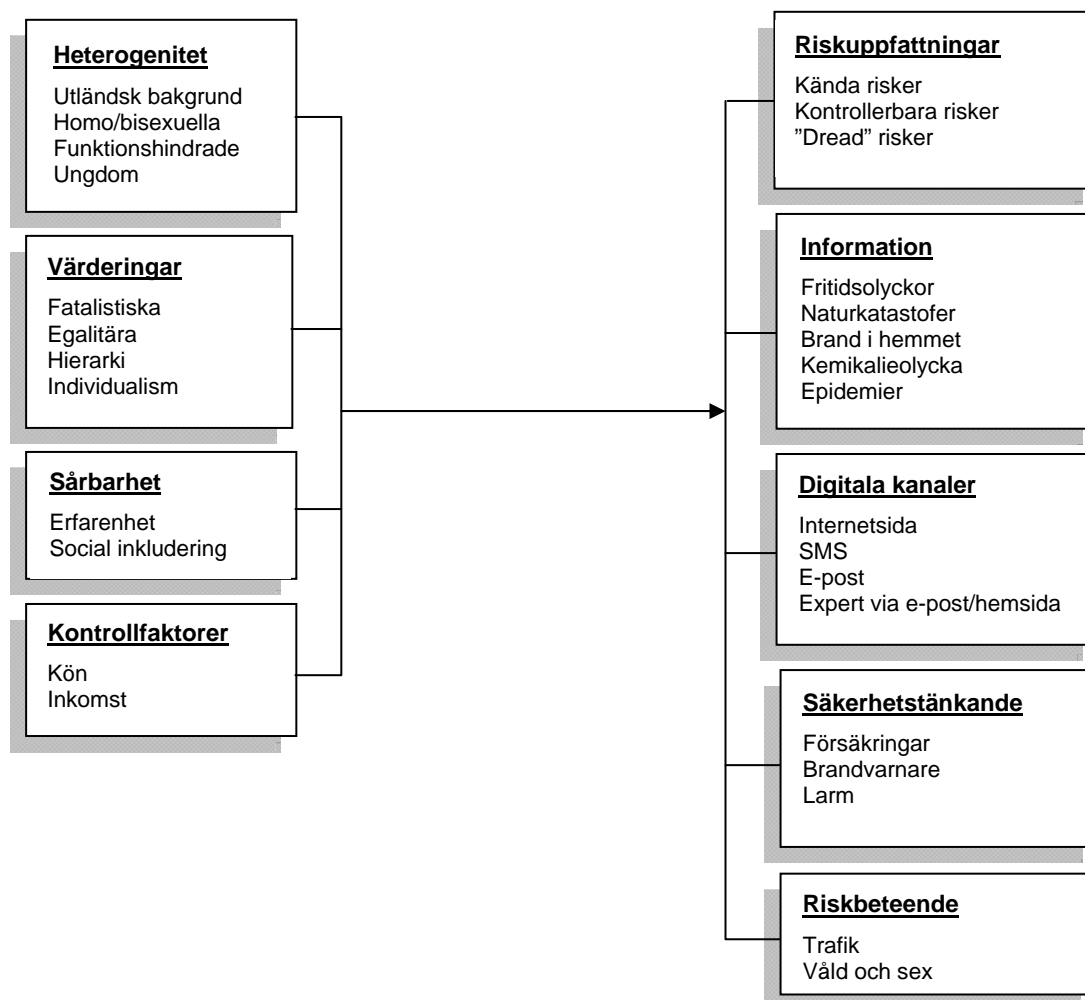 Heterogenitet
Utländsk bakgrund
Homo/bisexuella
Funktionshindrade
Ungdom
Värderingar
Fatalistiska
Egalitära
Hierarki
Individualism
Sårbarhet
Erfarenhet
Social inkludering
Kontrollfaktorer
Kön
Inkomst
Riskuppfattningar
Kända risker
Kontrollerbara risker
”Dread” risker
Information
Fritidsolyckor
Naturkatastofer
Brand i hemmet
Kemikalieolycka
Epidemier
Digitala kanaler
Internetsida
SMS
E-post
Expert via e-post/hemsida
Säkerhetstänkande
Försäkringar
Brandvarnare
Larm
Riskbeteende
Trafik
Våld och sex